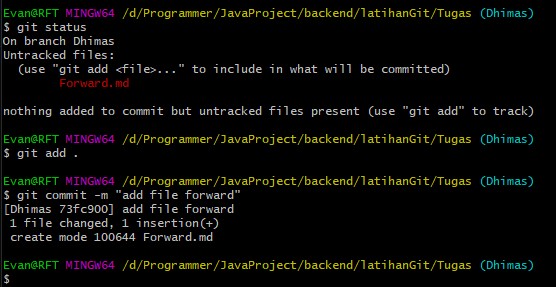 Evan@RFT MINGW64 /d/Programmer/JavaProject/backend/latihanGit/Tugas (Dhimas)
$ git status
On branch Dhimas
Untracked files:
  (use "git add <file>..." to include in what will be committed)
        Forward.md

nothing added to commit but untracked files present (use "git add" to track)

Evan@RFT MINGW64 /d/Programmer/JavaProject/backend/latihanGit/Tugas (Dhimas)
$ git add .

Evan@RFT MINGW64 /d/Programmer/JavaProject/backend/latihanGit/Tugas (Dhimas)
$ git commit -m "add file forward"
[Dhimas 73fc900] add file forward
 1 file changed, 1 insertion(+)
 create mode 100644 Forward.md

Evan@RFT MINGW64 /d/Programmer/JavaProject/backend/latihanGit/Tugas (Dhimas)
$